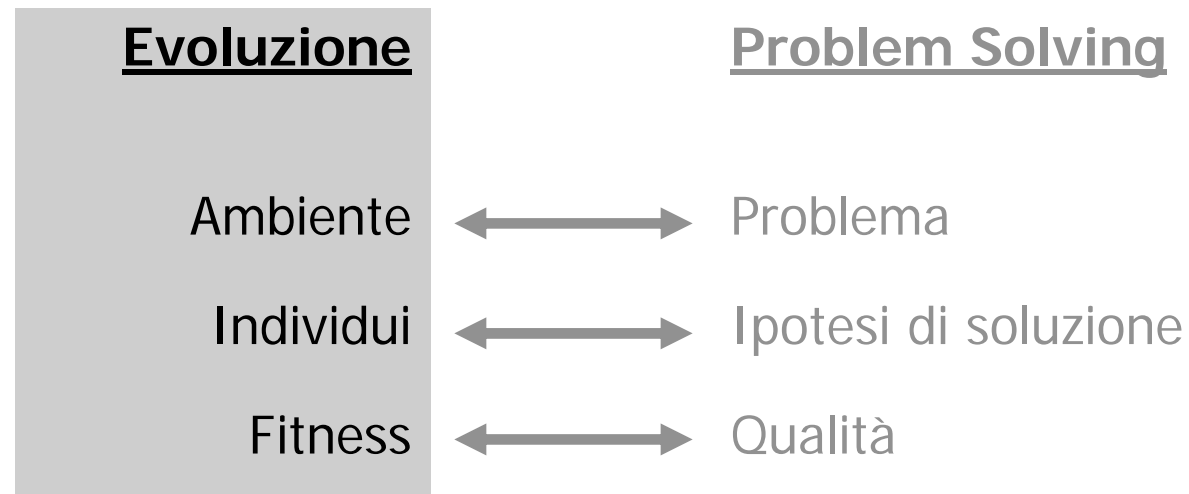 Evoluzione Problem Solving
Ambiente Problema
Individui Ipotesi di soluzione
Fitness Qualità